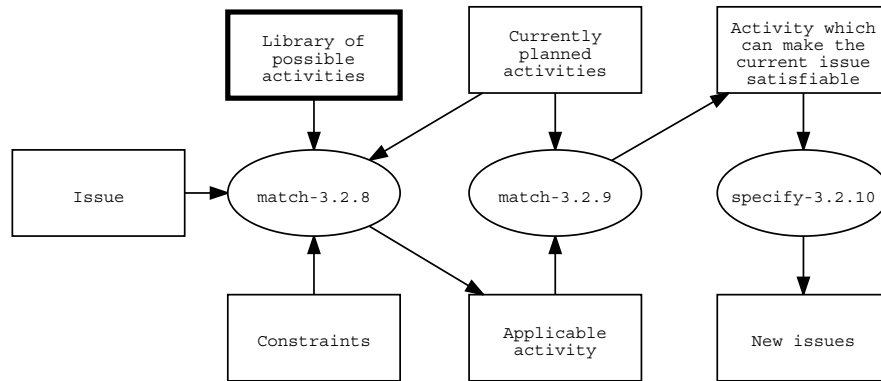 Library of
possible
activities
Currently
planned
activities
Activity which
can make the
current issue
satisfiable
Issue
match-3.2.8
match-3.2.9
specify-3.2.10
Constraints
Applicable
activity
New issues